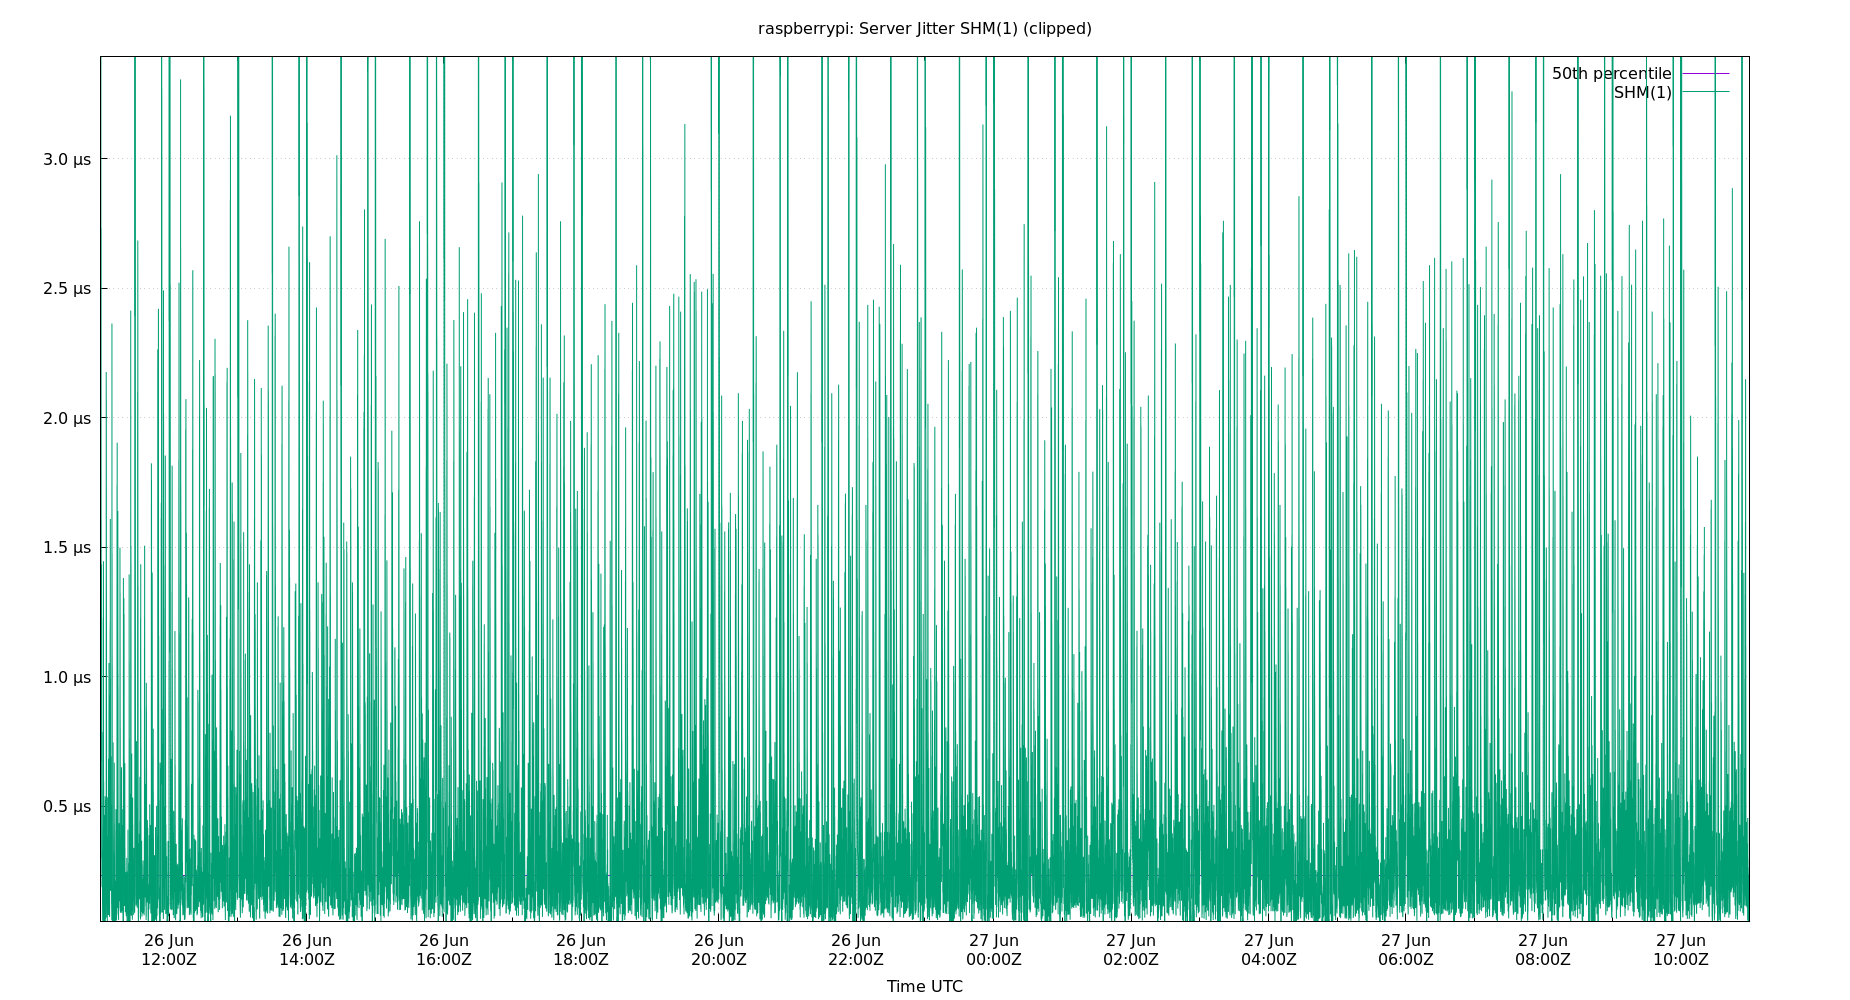 raspberrypi: Server Jitter SHM(1) (clipped)
50th percentile
SHM(1)
3.0 µs
2.5 µs
2.0 µs
1.5 µs
1.0 µs
0.5 µs
26 Jun 26 Jun 26 Jun 26 Jun 26 Jun 26 Jun 27 Jun 27 Jun 27 Jun 27 Jun 27 Jun 27 Jun
12:00Z 14:00Z 16:00Z 18:00Z 20:00Z 22:00Z 00:00Z 02:00Z 04:00Z 06:00Z 08:00Z 10:00Z
Time UTC